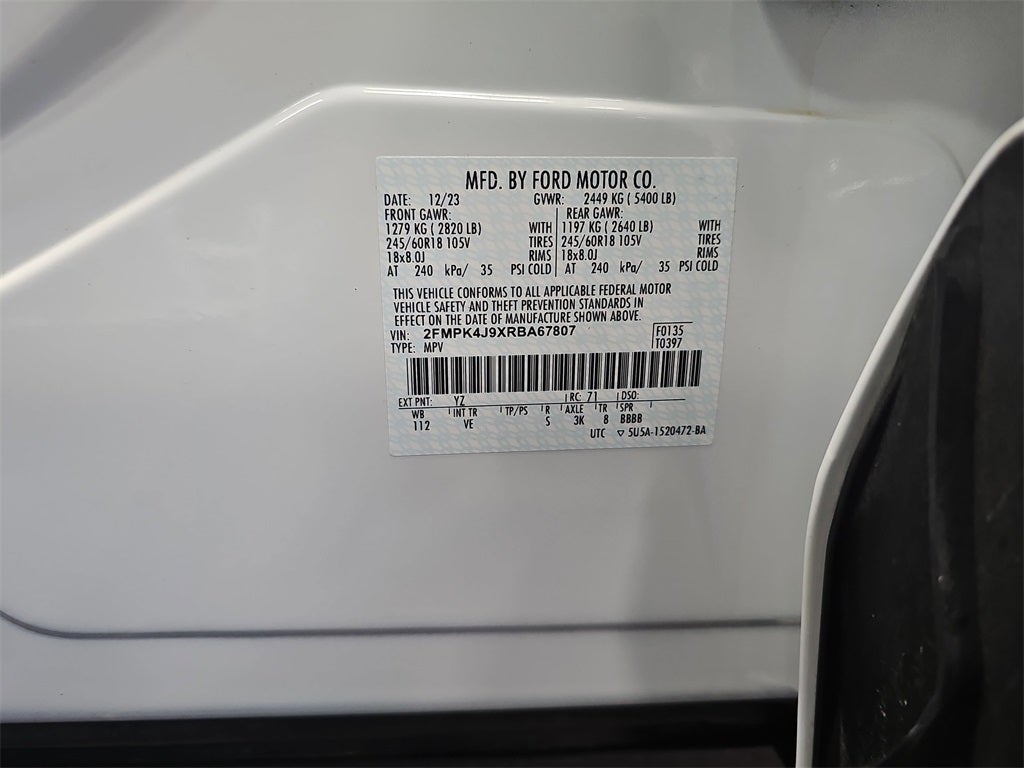 MFD. BY FORD MOTOR CO.
DATE: 12/23 GVWR: 2449 KG ( 5400 LB)
FRONT GAWR: REAR GAWR:
1279 KG ( 2820 LB) WITH 1197 KG ( 2640 LB) WITH
245/60R18 105V TIRES 245/60R18 105V TIRES
18x8.0J RIMS 18x8.0J RIMS
AT 240 kPa/ 35 PSI COLD AT 240 kPa/ 35 PSI COLD
THIS VEHICLE CONFORMS TO ALL APPLICABLE FEDERAL MOTOR
VEHICLE SAFETY AND THEFT PREVENTION STANDARDS IN
EFFECT ON THE DATE OF MANUFACTURE SHOWN ABOVE.
VIN: 2FMPK4J9XRBA67807 F0135
TYPE: MPV T0397
EXT PNT: YZ RC: 71 DSO:
WB INT TR TP/PS R AXLE TR SPR
112 VE S 3K 8 BBBB
UTC ▽ 5U5A-1520472-BA